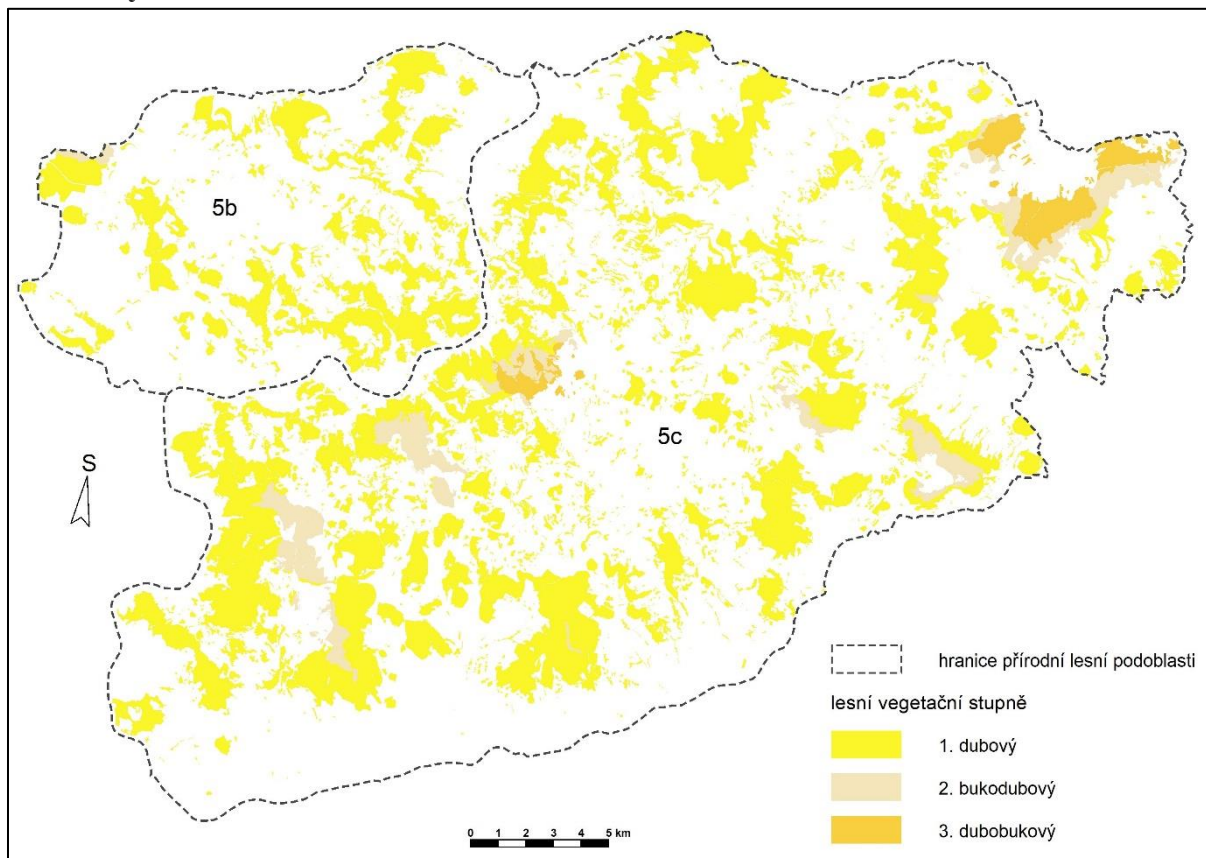 5b
5c
S
hranice přírodní lesní podoblasti
lesní vegetační stupně
1. dubový
2. bukodubový
3. dubobukový
0 1 2 3 4 5 km